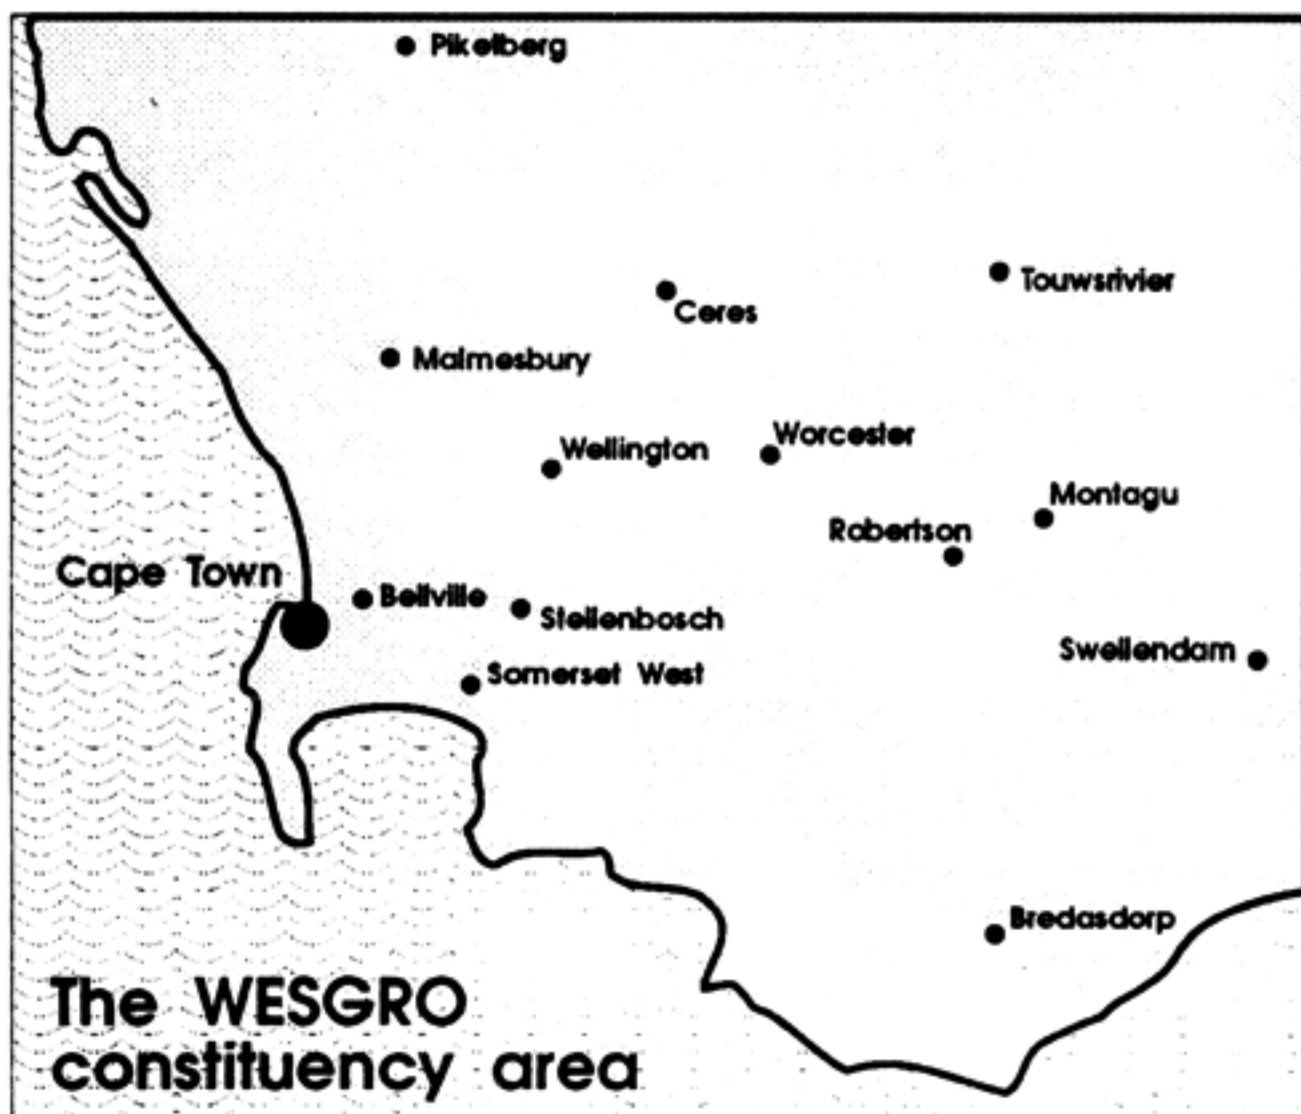 Piketberg
Touwsrivier
Ceres
Malmesbury
Worcester
Wellington
Montagu
Robertson
Cape Town
Bellville
Stellenbosch
Swellendam
Somerset West
Bredasdorp
The WESGRO
constituency area